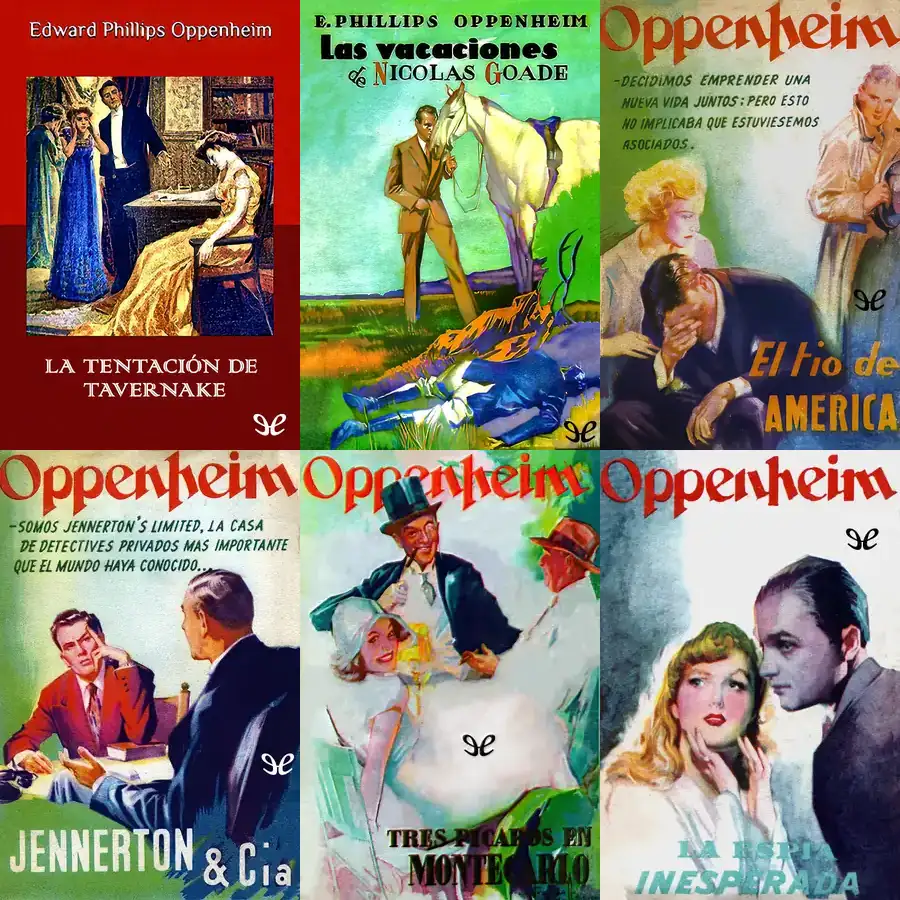 Edward Phillips Oppenheim
LA TENTACIÓN DE
TAVERNAKE
E. PHILLIPS OPPENHEIM
Las vacaciones
de NICOLAS GOADE
Oppenheim
-DECIDIMOS EMPRENDER UNA
NUEVA VIDA JUNTOS: PERO ESTO
NO IMPLICABA QUE ESTUVIESEMOS
ASOCIADOS.
El tio de
AMERICA
Oppenheim
-SOMOS JENNERTON'S LIMITED, LA CASA
DE DETECTIVES PRIVADOS MAS IMPORTANTE
QUE EL MUNDO HAYA CONOCIDO...
JENNERTON & Cia
Oppenheim
TRES PICAROS EN
MONTECARLO
Oppenheim
LA ESPIA
INESPERADA